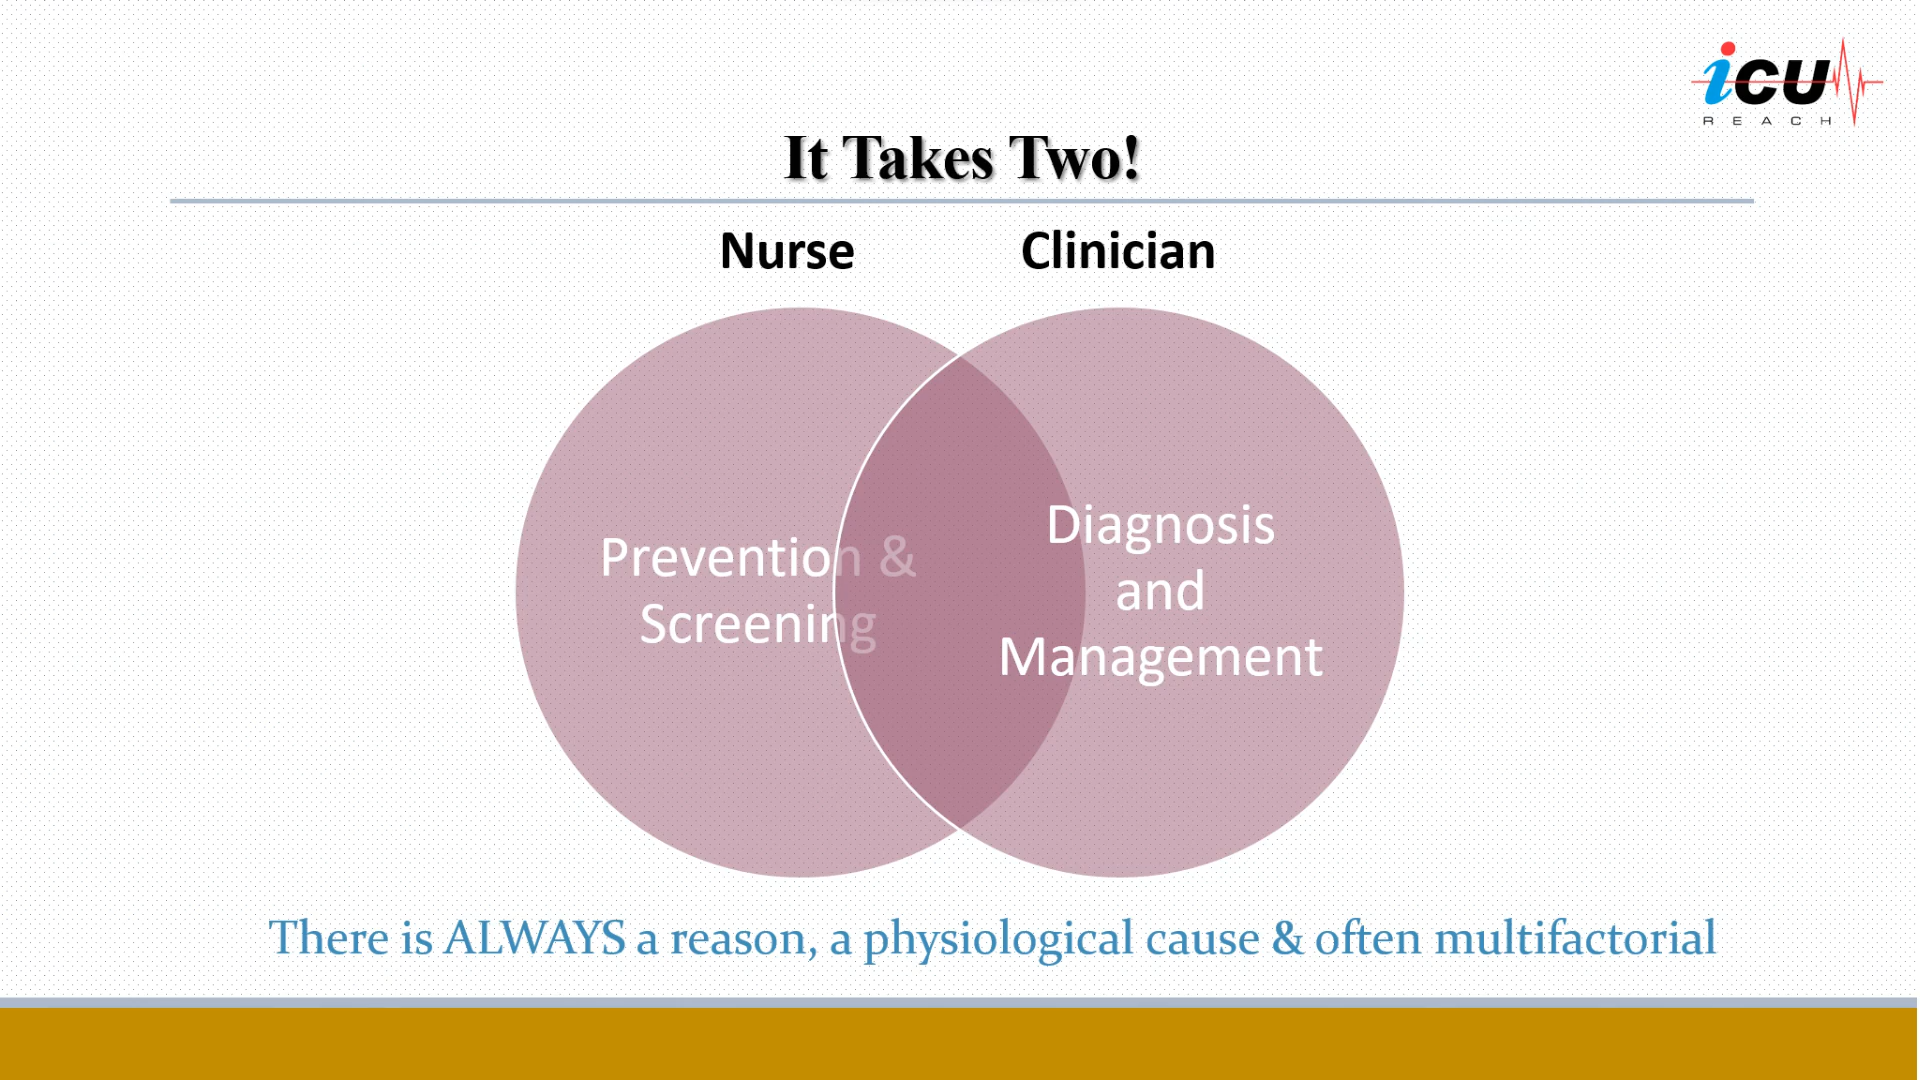 icu
REACH
It Takes Two!
Nurse
Clinician
Prevention &
Screening
Diagnosis
and
Management
There is ALWAYS a reason, a physiological cause & often multifactorial